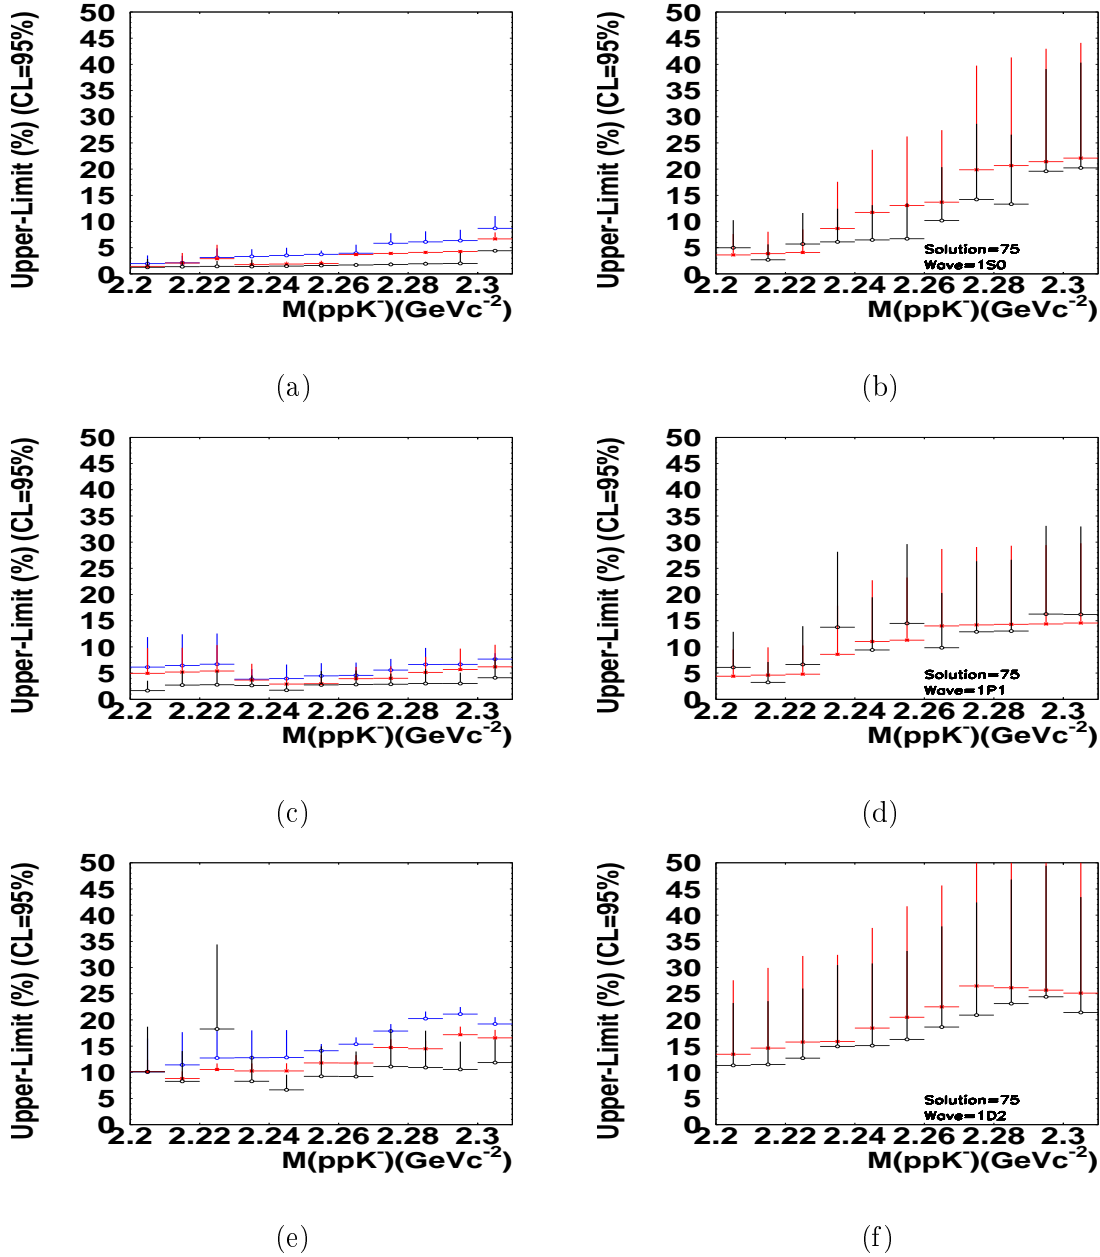 50
45
40
35
30
25
20
15
10
5
0
2.2 2.22 2.24 2.26 2.28 2.3
Upper-Limit (%) (CL=95%)
M(ppK⁻)(GeVc⁻²)
(a)
50
45
40
35
30
25
20
15
10
5
0
2.2 2.22 2.24 2.26 2.28 2.3
Upper-Limit (%) (CL=95%)
M(ppK⁻)(GeVc⁻²)
Solution=75
Wave=1S0
(b)
50
45
40
35
30
25
20
15
10
5
0
2.2 2.22 2.24 2.26 2.28 2.3
Upper-Limit (%) (CL=95%)
M(ppK⁻)(GeVc⁻²)
(c)
50
45
40
35
30
25
20
15
10
5
0
2.2 2.22 2.24 2.26 2.28 2.3
Upper-Limit (%) (CL=95%)
M(ppK⁻)(GeVc⁻²)
Solution=75
Wave=1P1
(d)
50
45
40
35
30
25
20
15
10
5
0
2.2 2.22 2.24 2.26 2.28 2.3
Upper-Limit (%) (CL=95%)
M(ppK⁻)(GeVc⁻²)
(e)
50
45
40
35
30
25
20
15
10
5
0
2.2 2.22 2.24 2.26 2.28 2.3
Upper-Limit (%) (CL=95%)
M(ppK⁻)(GeVc⁻²)
Solution=75
Wave=1D2
(f)